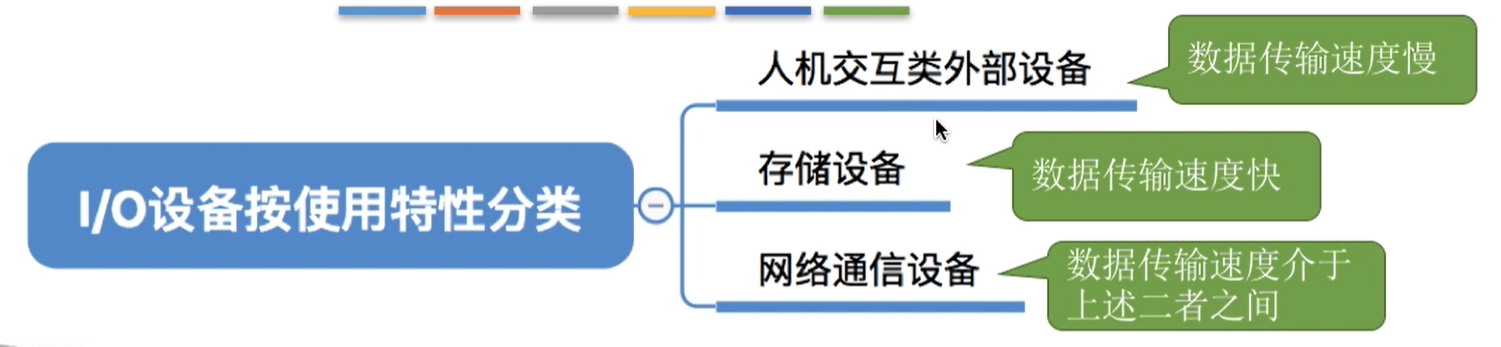 I/O设备按使用特性分类
人机交互类外部设备
数据传输速度慢
存储设备
数据传输速度快
网络通信设备
数据传输速度介于
上述二者之间